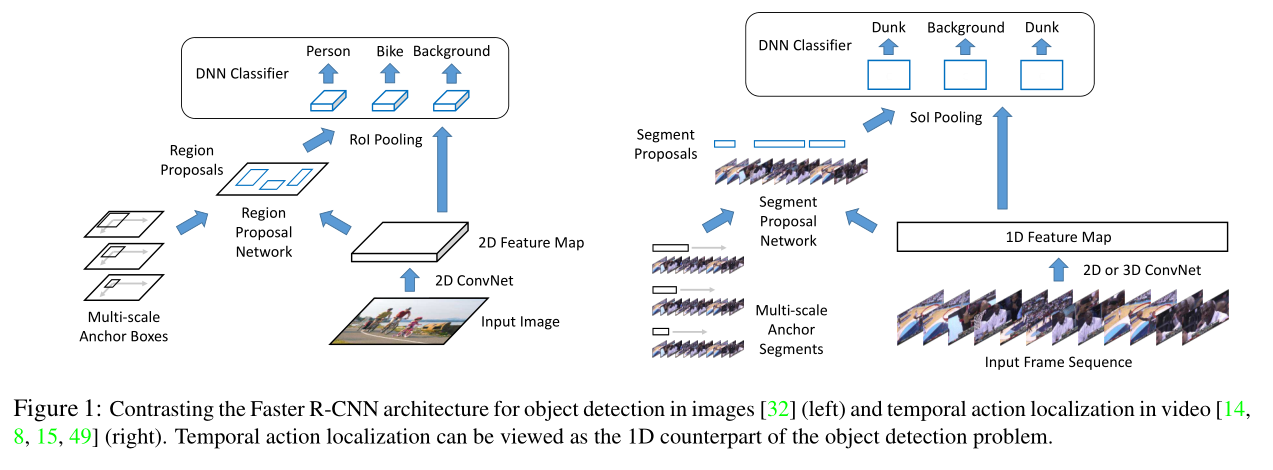 Person Bike Background
DNN Classifier
RoI Pooling
Region
Proposals
Region
Proposal
Network
2D Feature Map
2D ConvNet
Multi-scale
Anchor Boxes
Input Image
Dunk Background Dunk
DNN Classifier
SoI Pooling
Segment
Proposals
Segment
Proposal
Network
1D Feature Map
2D or 3D ConvNet
Multi-scale
Anchor
Segments
Input Frame Sequence
Figure 1: Contrasting the Faster R-CNN architecture for object detection in images [32] (left) and temporal action localization in video [14,
8, 15, 49] (right). Temporal action localization can be viewed as the 1D counterpart of the object detection problem.